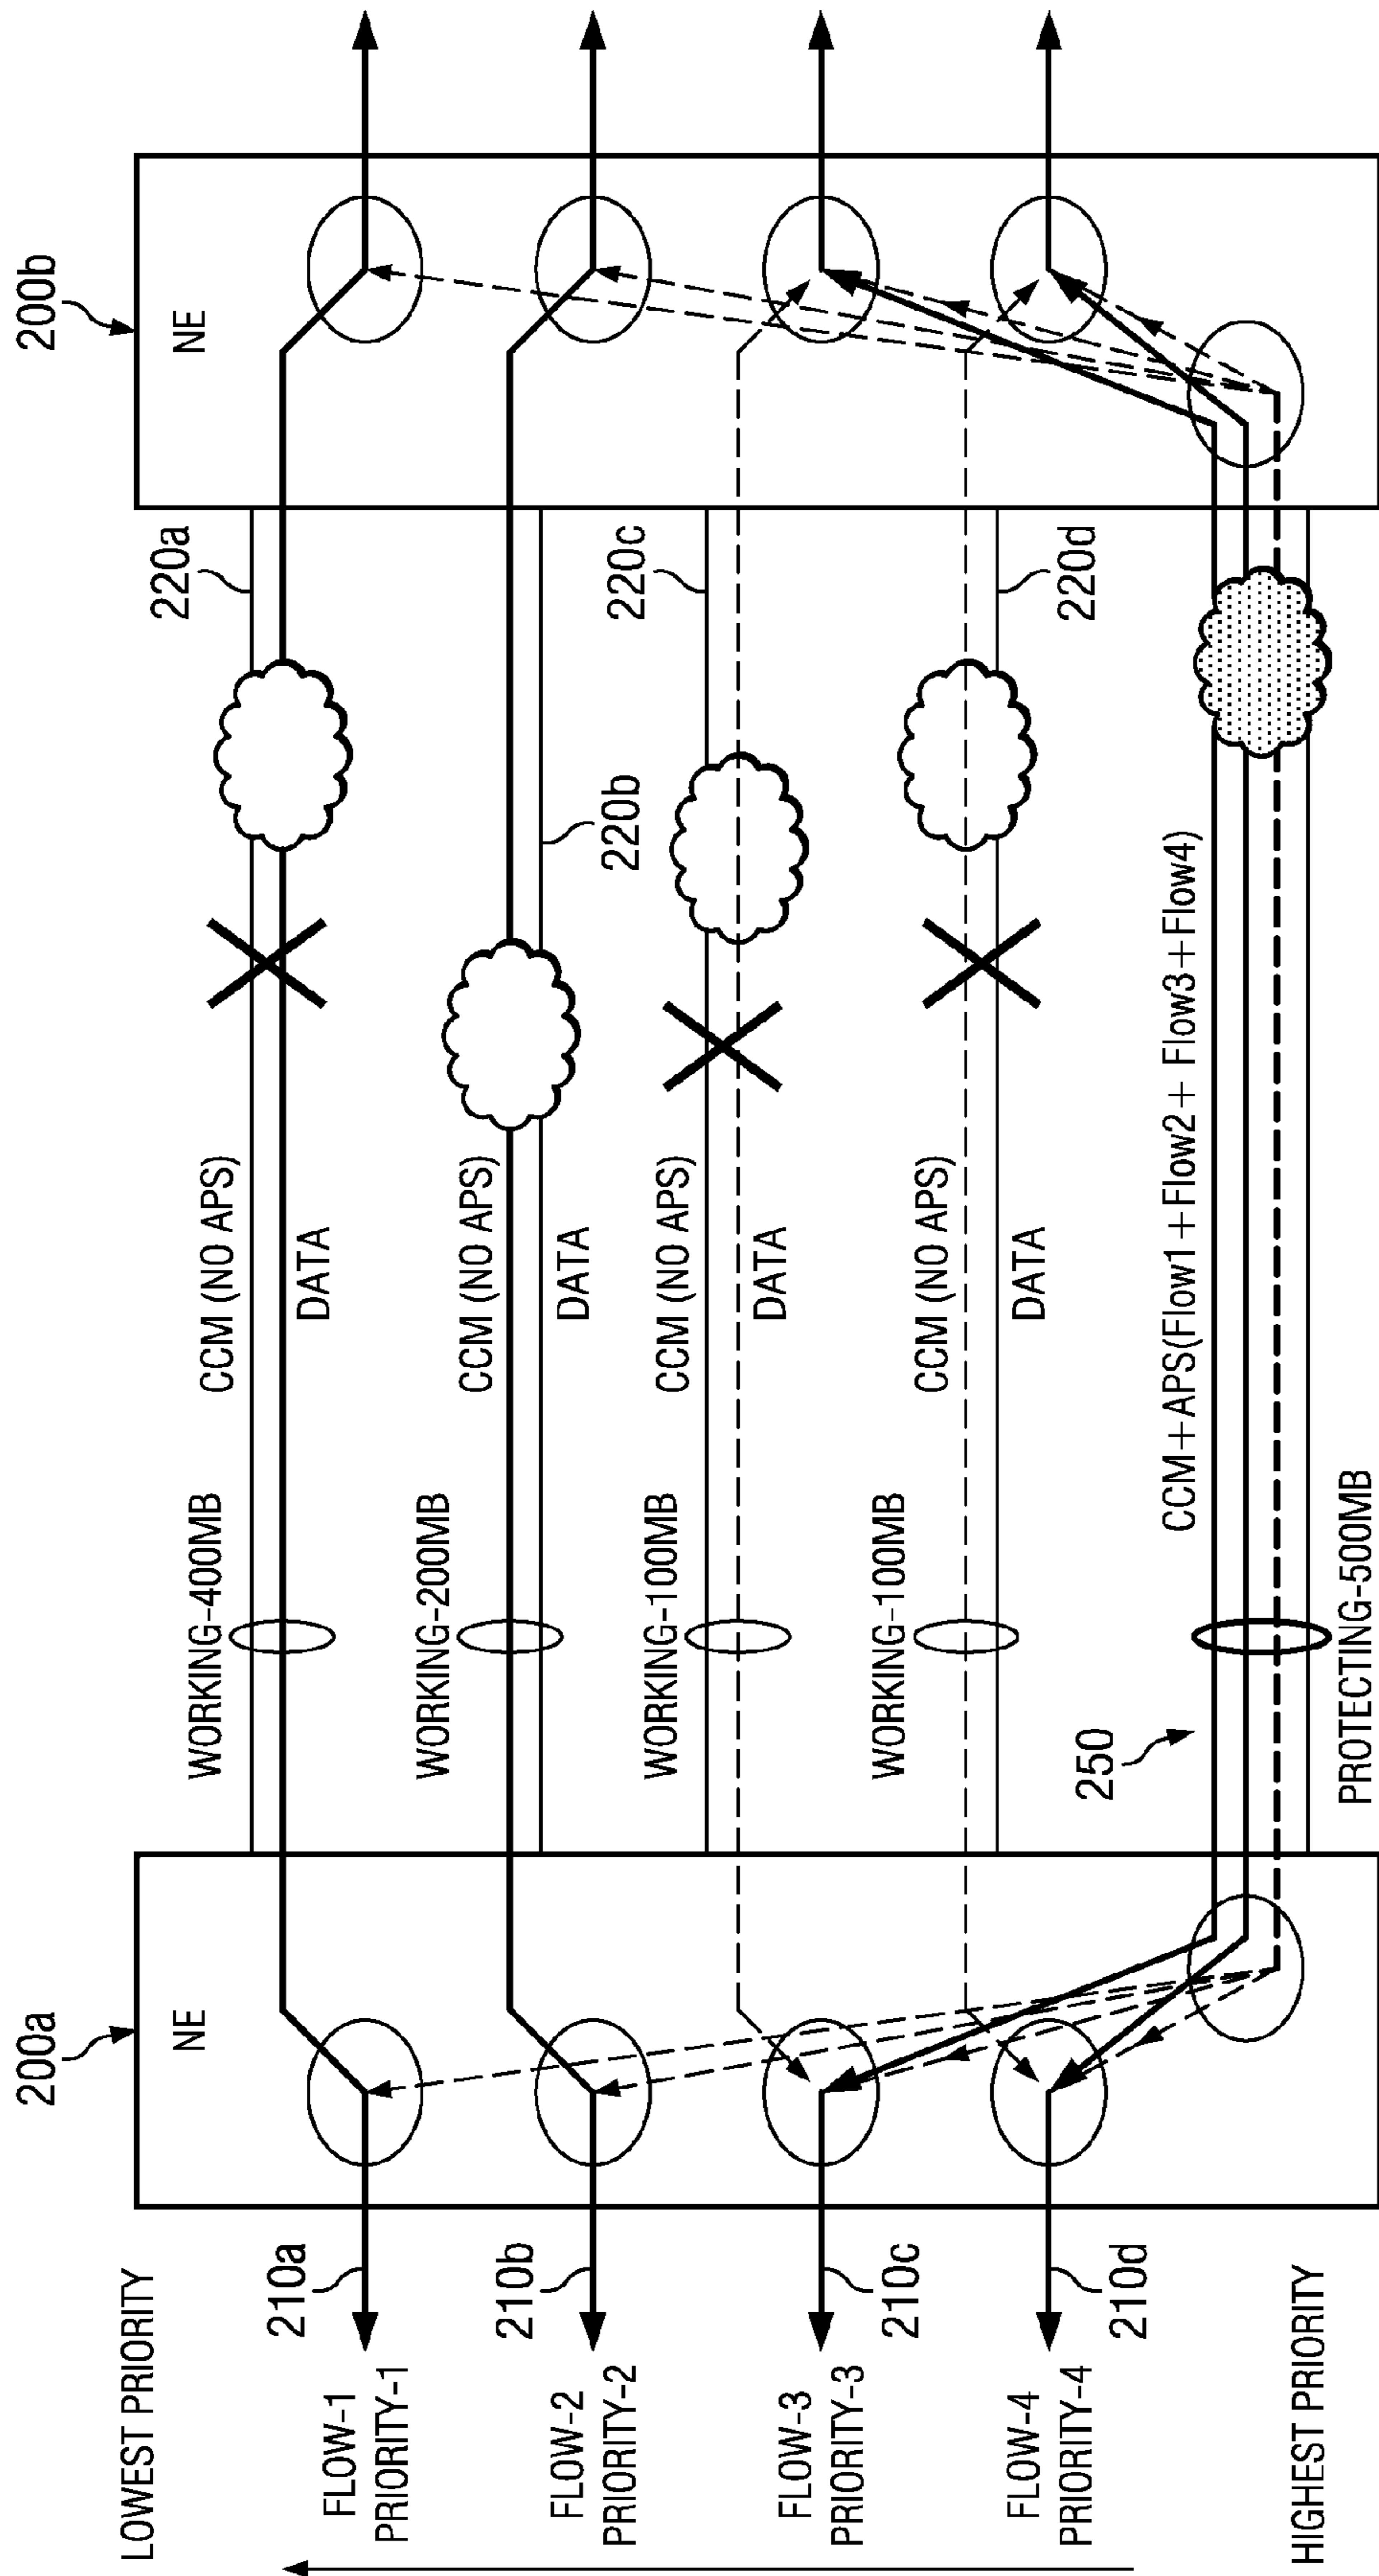 LOWEST PRIORITY
200a
NE
200b
NE
FLOW-1
PRIORITY-1
210a
WORKING-400MB
CCM (NO APS)
DATA
220a
FLOW-2
PRIORITY-2
210b
WORKING-200MB
CCM (NO APS)
DATA
220b
FLOW-3
PRIORITY-3
210c
WORKING-100MB
CCM (NO APS)
DATA
220c
FLOW-4
PRIORITY-4
210d
WORKING-100MB
CCM (NO APS)
DATA
220d
250
CCM+APS(Flow1+Flow2+ Flow3+Flow4)
PROTECTING-500MB
HIGHEST PRIORITY